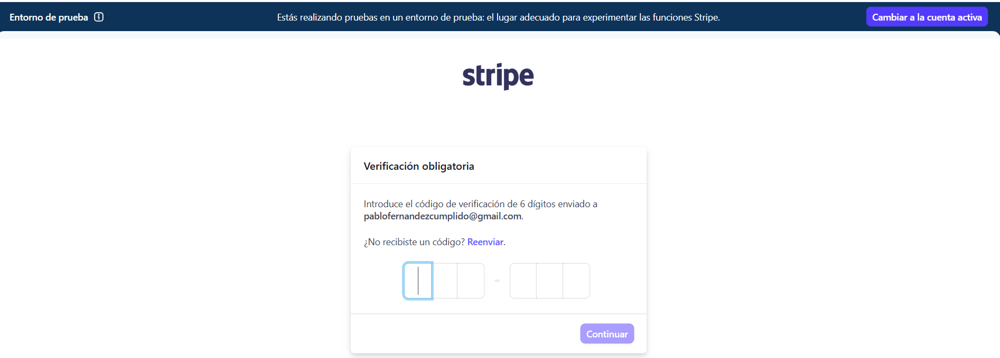 Entorno de prueba
Estás realizando pruebas en un entorno de prueba: el lugar adecuado para experimentar las funciones Stripe.
Cambiar a la cuenta activa
stripe
Verificación obligatoria
Introduce el código de verificación de 6 dígitos enviado a
pablofernandezcumplido@gmail.com.
¿No recibiste un código? Reenviar.
-
Continuar